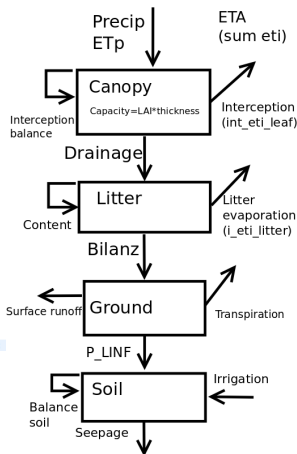 Precip
ETp
ETA
(sum eti)
Canopy
Capacity=LAI*thickness
Interception
balance
Interception
(int_eti_leaf)
Drainage
Litter
Content
Litter
evaporation
(i_eti_litter)
Bilanz
Ground
Surface runoff
Transpiration
P_LINF
Soil
Irrigation
Balance
soil
Seepage